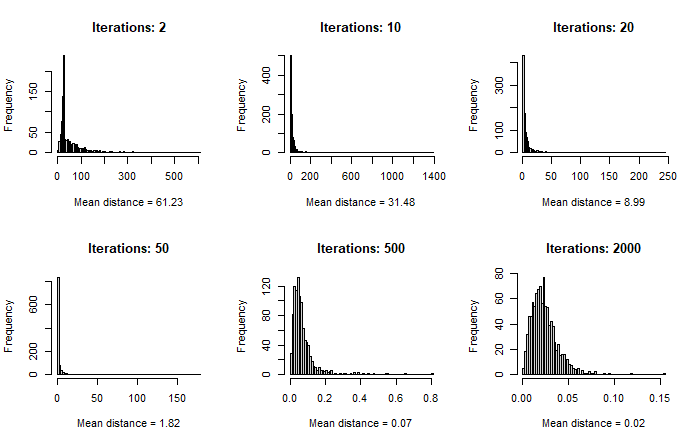 Iterations: 2
Frequency
50
150
0
0
100
300
500
Mean distance = 61.23
Iterations: 10
Frequency
0
200
400
0
200
600
1000
1400
Mean distance = 31.48
Iterations: 20
Frequency
0
100
300
0
50
100
150
200
250
Mean distance = 8.99
Iterations: 50
Frequency
0
200
600
0
50
100
150
Mean distance = 1.82
Iterations: 500
Frequency
0
40
80
120
0.0
0.2
0.4
0.6
0.8
Mean distance = 0.07
Iterations: 2000
Frequency
0
20
40
60
80
0.00
0.05
0.10
0.15
Mean distance = 0.02